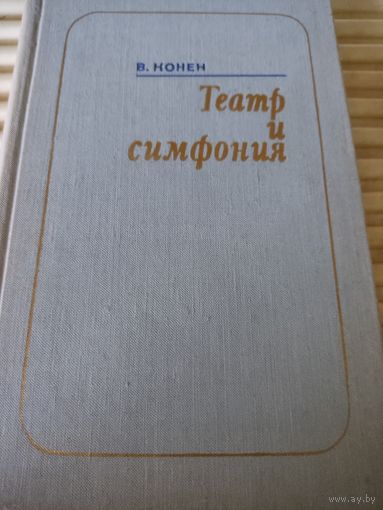 В. КОНЕН
Театр
и
симфония
www.ay.by